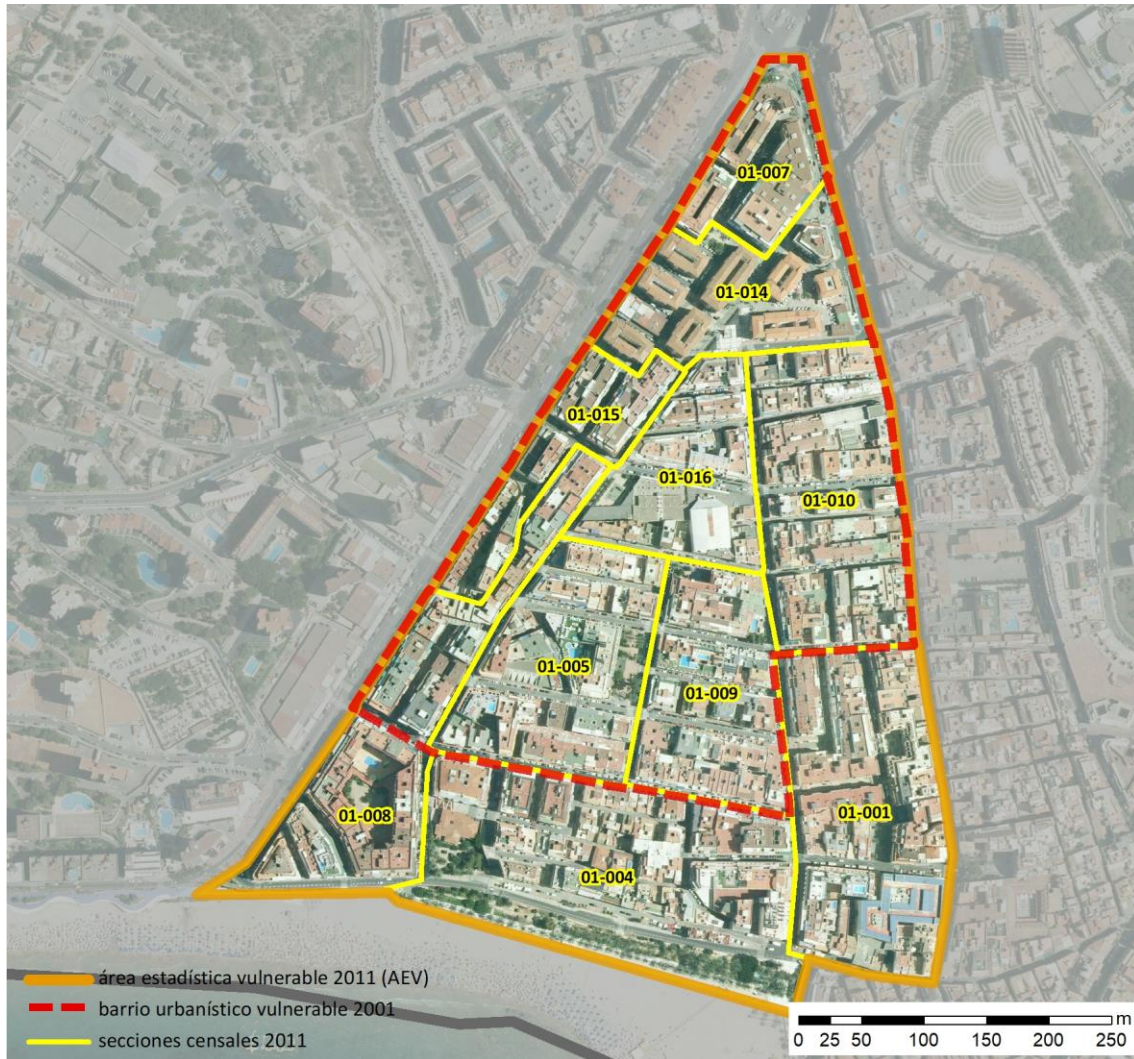 01-007
01-014
01-015
01-016
01-010
01-005
01-009
01-008
01-001
01-004
área estadística vulnerable 2011 (AEV)
barrio urbanístico vulnerable 2001
secciones censales 2011
m
0 25 50 100 150 200 250